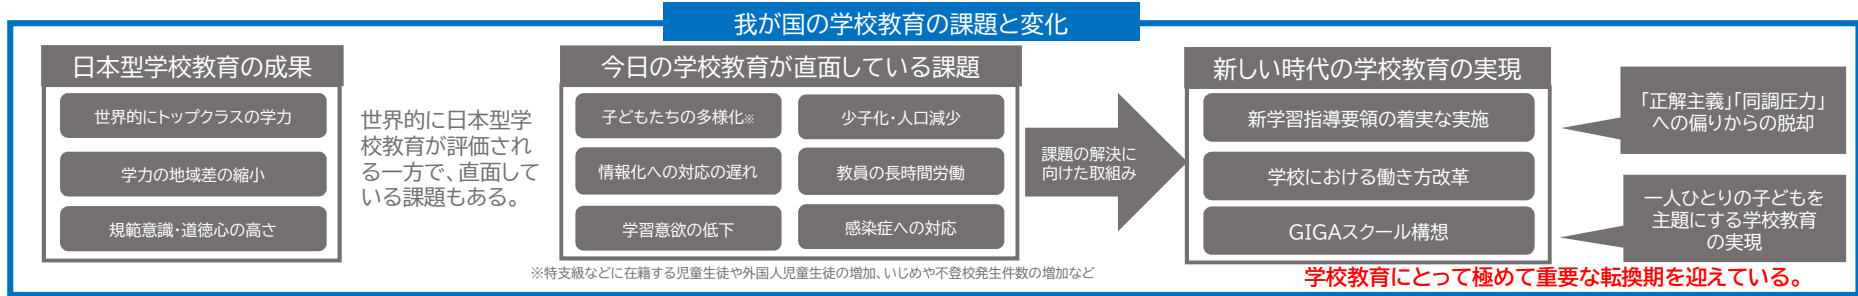 我が国の学校教育の課題と変化
日本型学校教育の成果
世界的にトップクラスの学力
学力の地域差の縮小
規範意識・道徳心の高さ
世界的に日本型学
校教育が評価され
る一方で、直面して
いる課題もある。
今日の学校教育が直面している課題
子どもたちの多様化※
少子化・人口減少
情報化への対応の遅れ
教員の長時間労働
学習意欲の低下
感染症への対応
※特支級などに在籍する児童生徒や外国人児童生徒の増加、いじめや不登校発生件数の増加など
課題の解決に
向けた取組み
新しい時代の学校教育の実現
新学習指導要領の着実な実施
学校における働き方改革
GIGAスクール構想
「正解主義」「同調圧力」
への偏りからの脱却
一人ひとりの子どもを
主題にする学校教育
の実現
学校教育にとって極めて重要な転換期を迎えている。